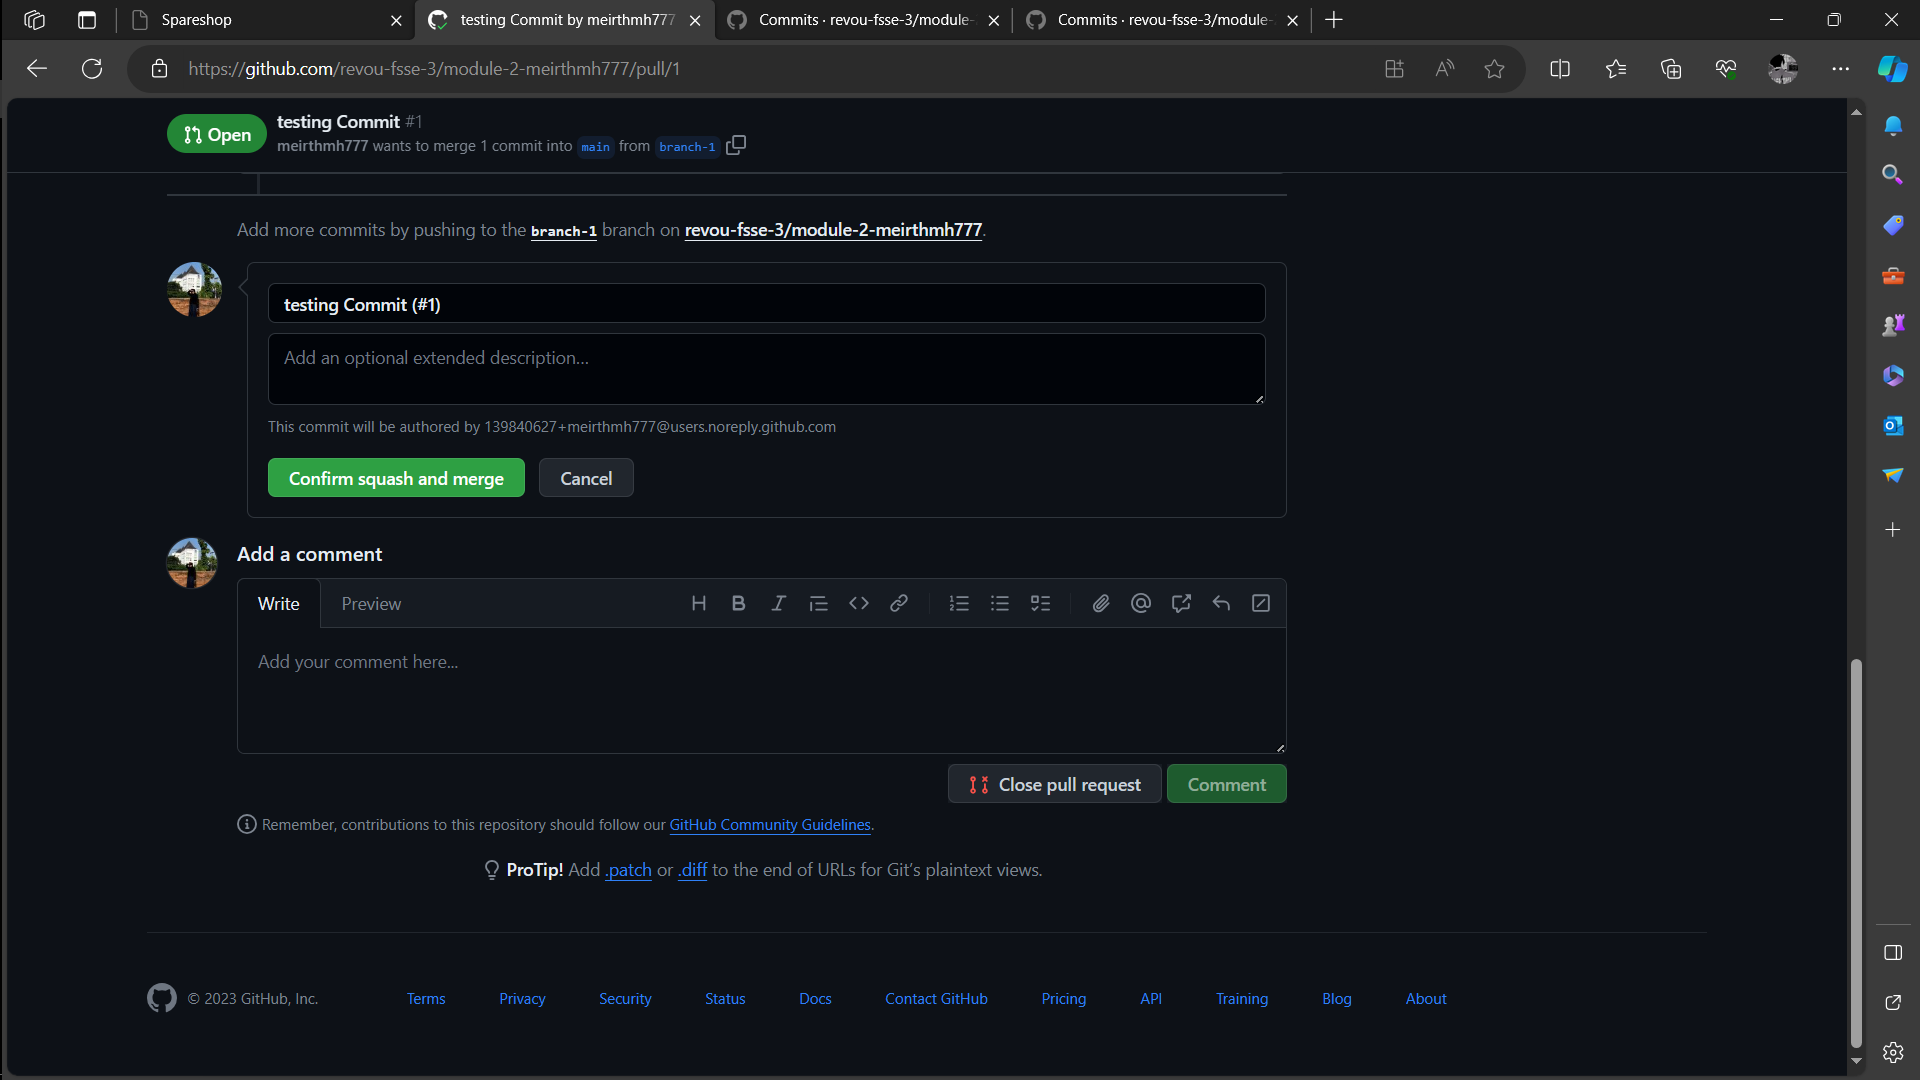 Spareshop
testing Commit by meirthmh777
Commits · revou-fsse-3/module-
Commits · revou-fsse-3/module-
https://github.com/revou-fsse-3/module-2-meirthmh777/pull/1
Open
testing Commit #1
meirthmh777 wants to merge 1 commit into main from branch-1
Add more commits by pushing to the branch-1 branch on revou-fsse-3/module-2-meirthmh777.
testing Commit (#1)
Add an optional extended description...
This commit will be authored by 139840627+meirthmh777@users.noreply.github.com
Confirm squash and merge
Cancel
Add a comment
Write
Preview
Add your comment here...
Close pull request
Comment
Remember, contributions to this repository should follow our GitHub Community Guidelines.
ProTip! Add .patch or .diff to the end of URLs for Git's plaintext views.
© 2023 GitHub, Inc.
Terms
Privacy
Security
Status
Docs
Contact GitHub
Pricing
API
Training
Blog
About